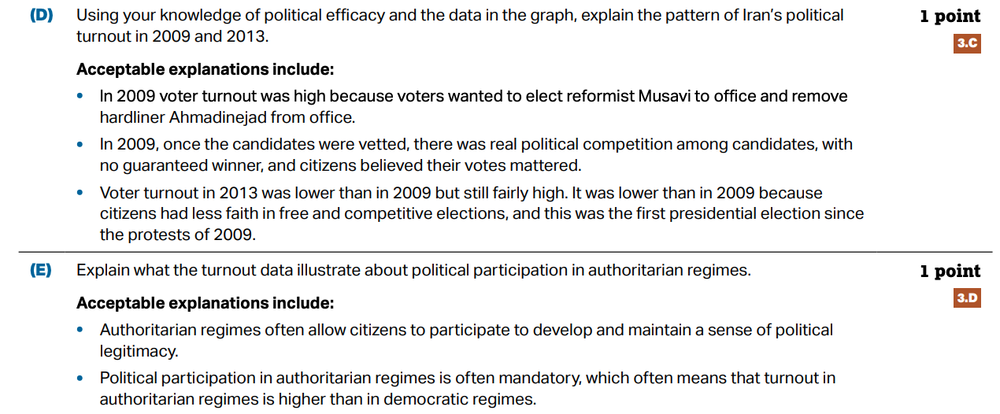 (D) Using your knowledge of political efficacy and the data in the graph, explain the pattern of Iran's political 1 point
turnout in 2009 and 2013.
3.C
Acceptable explanations include:
• In 2009 voter turnout was high because voters wanted to elect reformist Musavi to office and remove
hardliner Ahmadinejad from office.
• In 2009, once the candidates were vetted, there was real political competition among candidates, with
no guaranteed winner, and citizens believed their votes mattered.
• Voter turnout in 2013 was lower than in 2009 but still fairly high. It was lower than in 2009 because
citizens had less faith in free and competitive elections, and this was the first presidential election since
the protests of 2009.
(E) Explain what the turnout data illustrate about political participation in authoritarian regimes. 1 point
3.D
Acceptable explanations include:
• Authoritarian regimes often allow citizens to participate to develop and maintain a sense of political
legitimacy.
• Political participation in authoritarian regimes is often mandatory, which often means that turnout in
authoritarian regimes is higher than in democratic regimes.